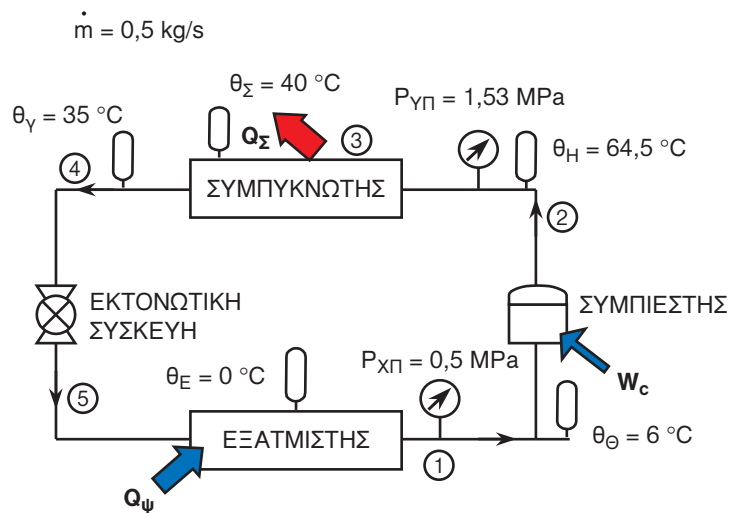 ṁ = 0,5 kg/s
θΣ = 40 °C
PΥΠ = 1,53 MPa
θΥ = 35 °C
QΣ
3
θΗ = 64,5 °C
4
ΣΥΜΠΥΚΝΩΤΗΣ
2
ΕΚΤΟΝΩΤΙΚΗ
ΣΥΣΚΕΥΗ
ΣΥΜΠΙΕΣΤΗΣ
PΧΠ = 0,5 MPa
θΕ = 0 °C
Wc
5
ΕΞΑΤΜΙΣΤΗΣ
θΘ = 6 °C
1
Qψ